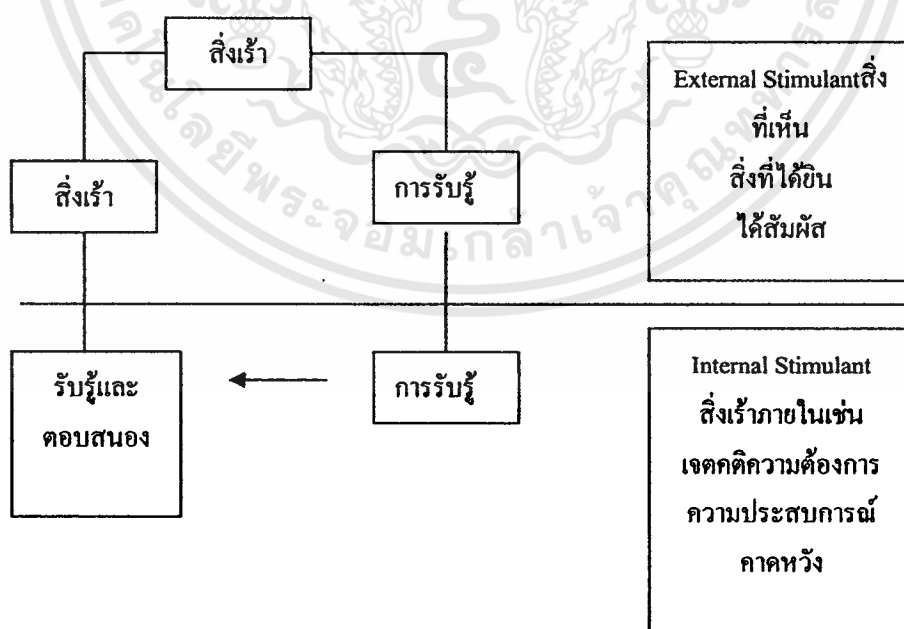 สิ่งเร้า
สิ่งเร้า
การรับรู้
External Stimulantสิ่ง
ที่เห็น
สิ่งที่ได้ยิน
ได้สัมผัส
รับรู้และ
ตอบสนอง
การรับรู้
Internal Stimulant
สิ่งเร้าภายในเช่น
เจตคติความต้องการ
ความประสบการณ์
คาดหวัง